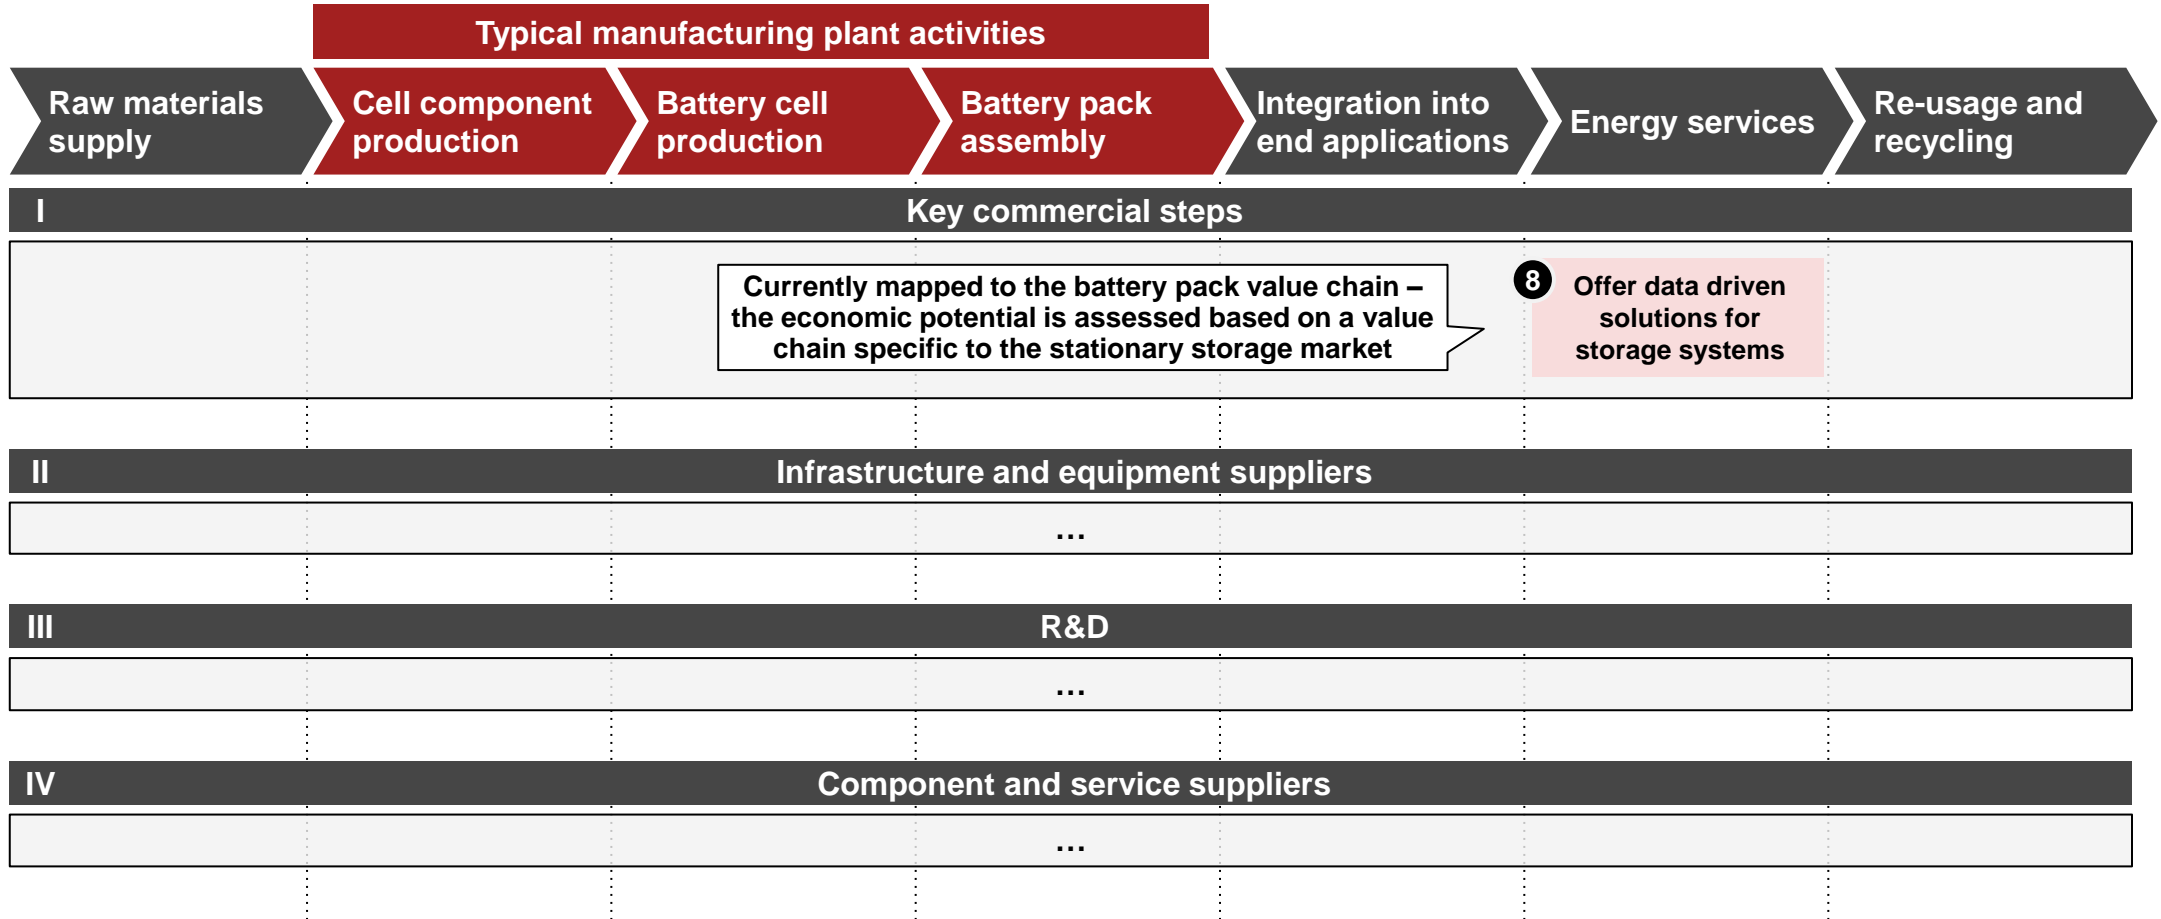 Typical manufacturing plant activities
Raw materials
supply
Cell component
production
Battery cell
production
Battery pack
assembly
Integration into
end applications
Energy services
Re-usage and
recycling
I
Key commercial steps
Currently mapped to the battery pack value chain –
the economic potential is assessed based on a value
chain specific to the stationary storage market
8
Offer data driven
solutions for
storage systems
II
Infrastructure and equipment suppliers
...
III
R&D
...
IV
Component and service suppliers
...